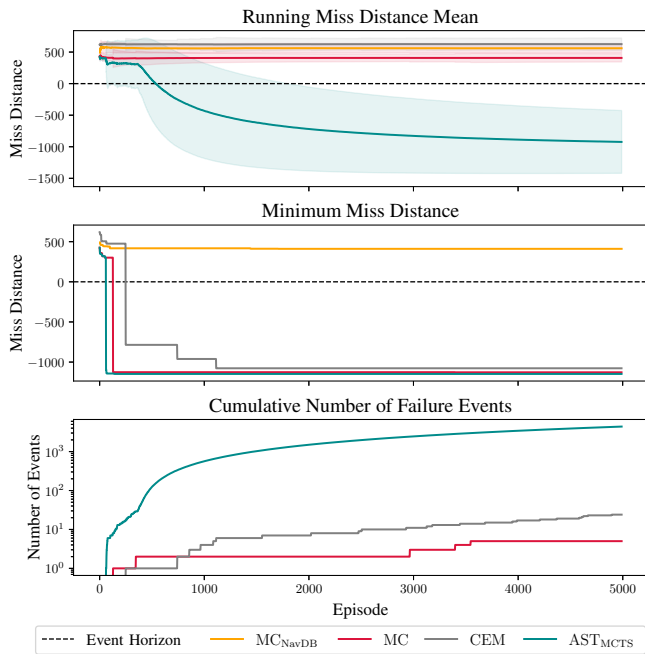 Running Miss Distance Mean
Miss Distance
500
0
−500
−1000
−1500
Minimum Miss Distance
Miss Distance
500
0
−500
−1000
Cumulative Number of Failure Events
Number of Events
10³
10²
10¹
10⁰
0 1000 2000 3000 4000 5000
Episode
Event Horizon MC_NavDB MC CEM AST_MCTS